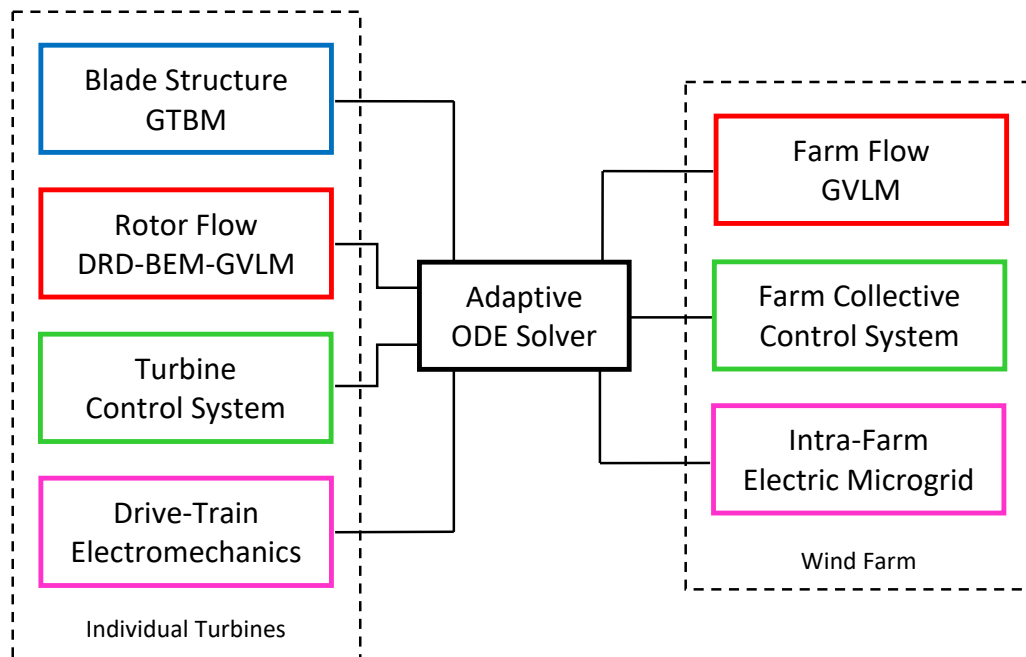 Blade Structure
GTBM
Rotor Flow
DRD-BEM-GVLM
Turbine
Control System
Drive-Train
Electromechanics
Individual Turbines
Adaptive
ODE Solver
Farm Flow
GVLM
Farm Collective
Control System
Intra-Farm
Electric Microgrid
Wind Farm